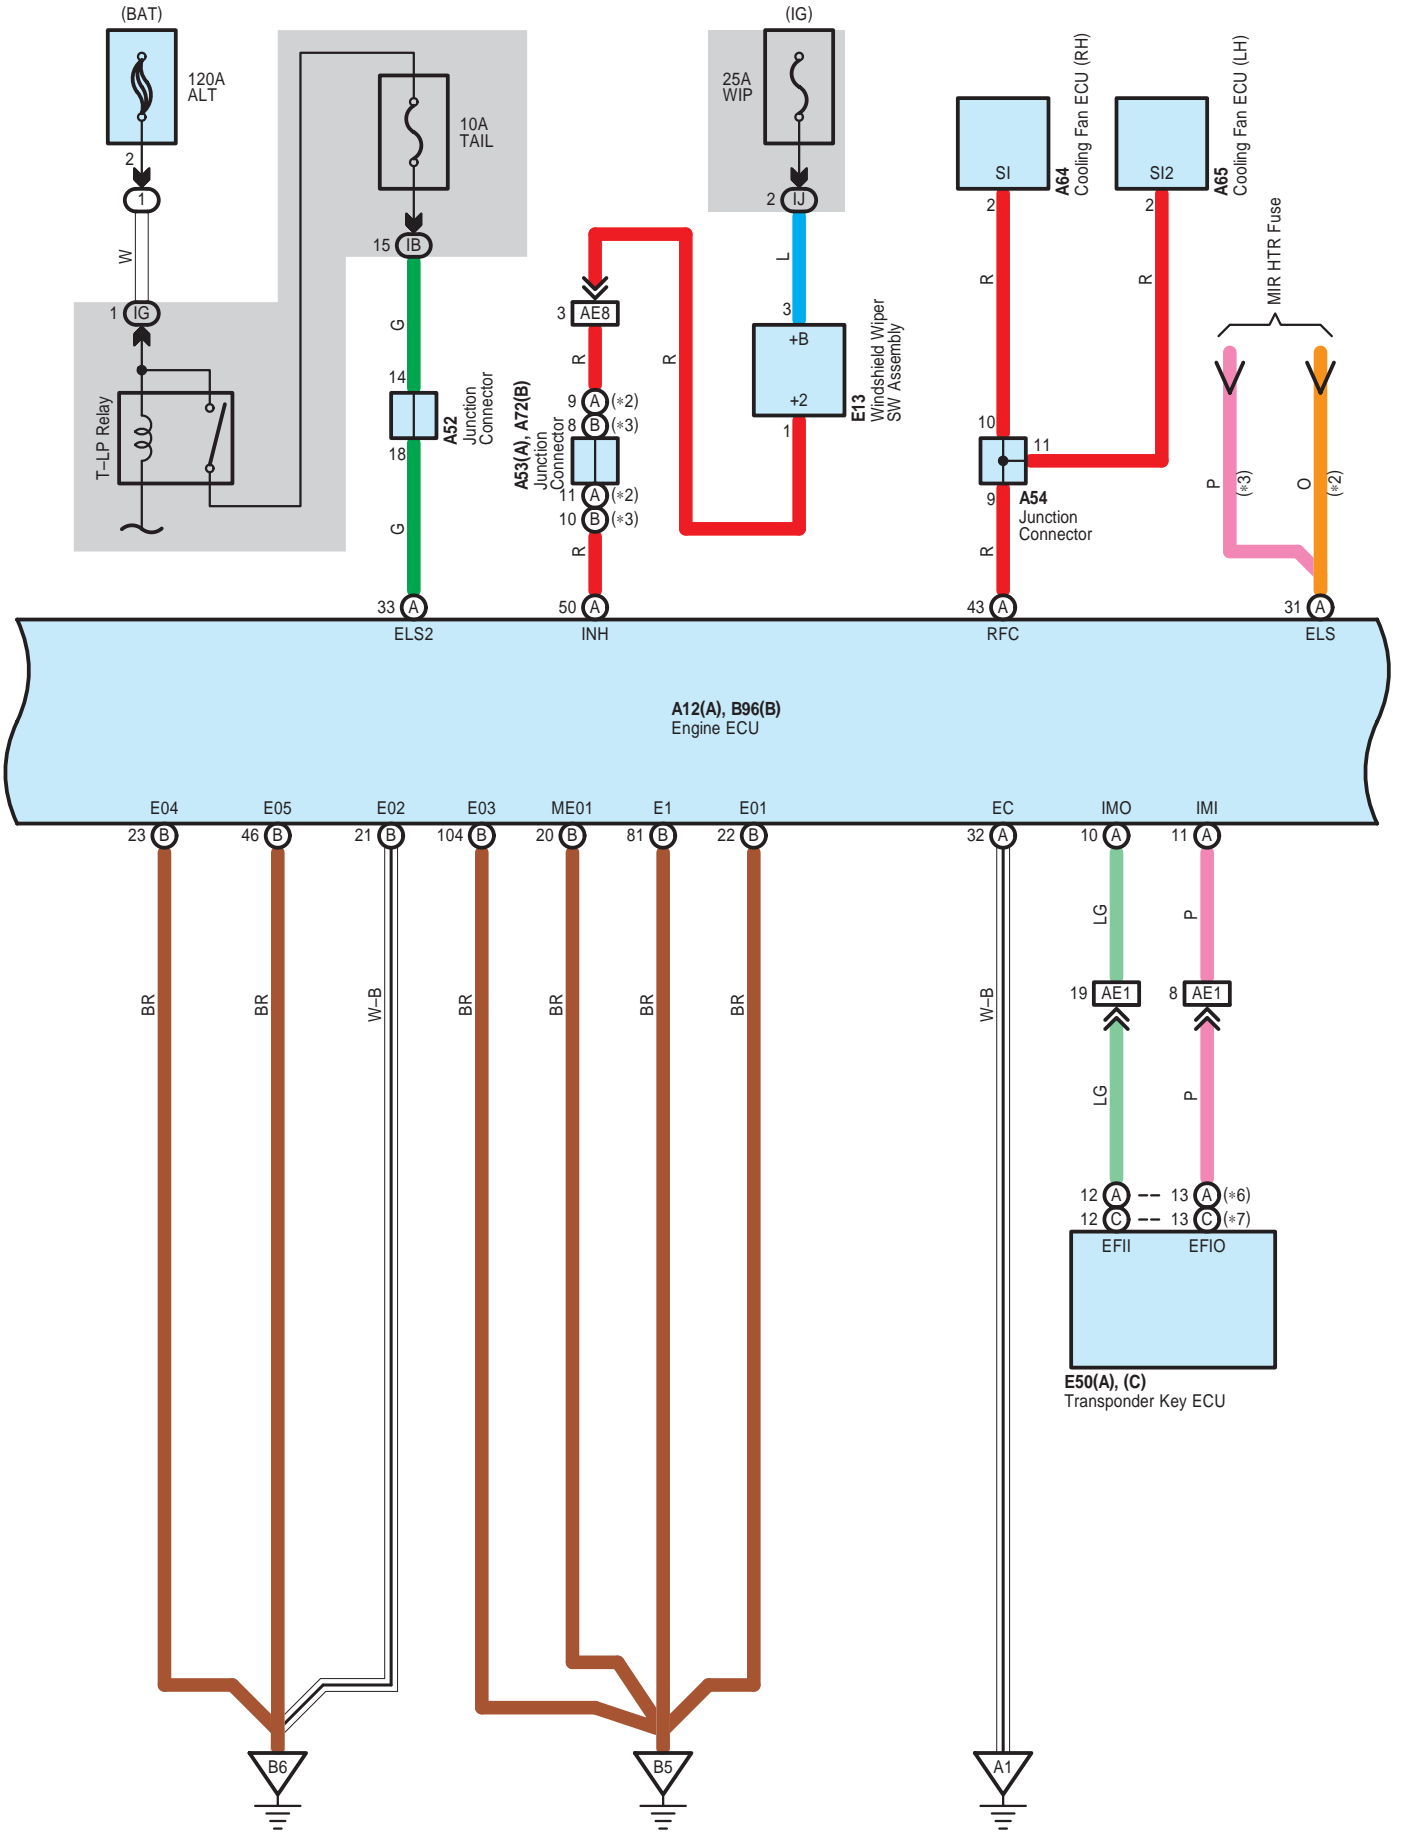 (BAT)
(IG)
120A
ALT
2
1
W
1 IG
T–LP Relay
10A
TAIL
15 IB
G
14
A52
Junction
Connector
18
G
33 A
ELS2
25A
WIP
2 IJ
L
3
+B
+2
1
E13
Windshield Wiper
SW Assembly
R
3 AE8
R
9 A (*2)
8 B (*3)
A53(A), A72(B)
Junction
Connector
11 A (*2)
10 B (*3)
R
50 A
INH
SI
A64
Cooling Fan ECU (RH)
2
R
SI2
A65
Cooling Fan ECU (LH)
2
R
10
11
9
A54
Junction
Connector
R
43 A
RFC
MIR HTR Fuse
P
(*3)
O
(*2)
31 A
ELS
A12(A), B96(B)
Engine ECU
E04 E05 E02 E03 ME01 E1 E01 EC IMO IMI
23 B 46 B 21 B 104 B 20 B 81 B 22 B 32 A 10 A 11 A
LG P
BR BR W–B BR BR BR BR W–B
19 AE1 8 AE1
LG P
12 A 13 A (*6)
12 C 13 C (*7)
EFII EFIO
E50(A), (C)
Transponder Key ECU
B6 B5 A1